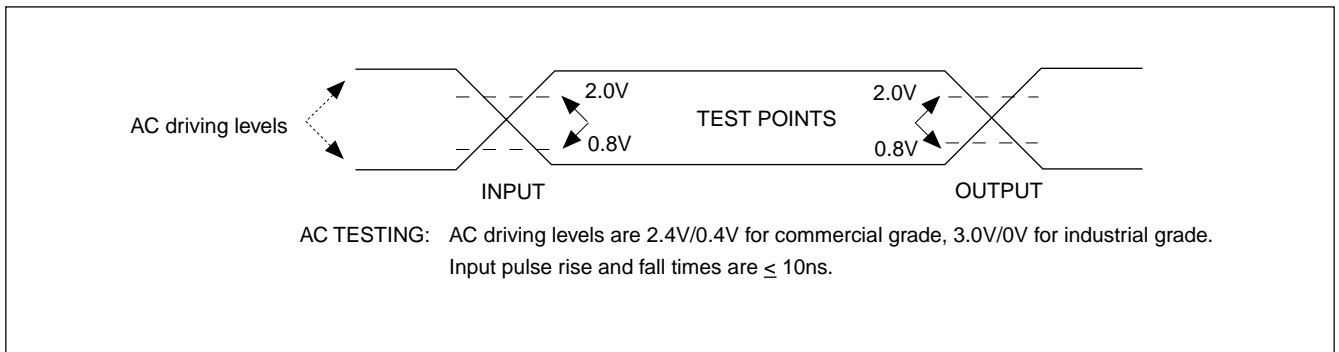 2.0V 2.0V
AC driving levels TEST POINTS
0.8V 0.8V
INPUT OUTPUT
AC TESTING: AC driving levels are 2.4V/0.4V for commercial grade, 3.0V/0V for industrial grade.
Input pulse rise and fall times are ≤ 10ns.